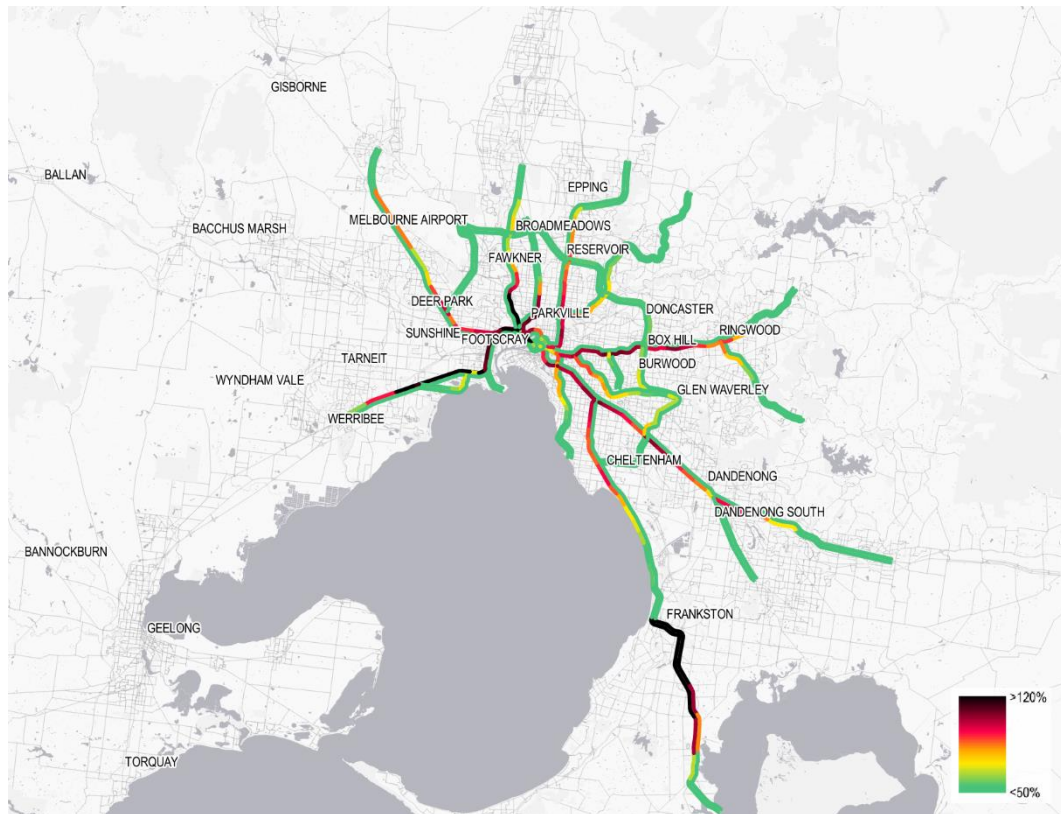 GISBORNE
BALLAN
EPPING
MELBOURNE AIRPORT
BROADMEADOWS
BACCHUS MARSH
RESERVOIR
FAWKNER
DEER PARK
PARKVILLE
DONCASTER
SUNSHINE
FOOTSCRAY
BOX HILL
RINGWOOD
TARNEIT
BURWOOD
WYNDHAM VALE
GLEN WAVERLEY
WERRIBEE
CHELTENHAM
DANDENONG
DANDENONG SOUTH
BANNOCKBURN
FRANKSTON
GEELONG
>120%
TORQUAY
<50%